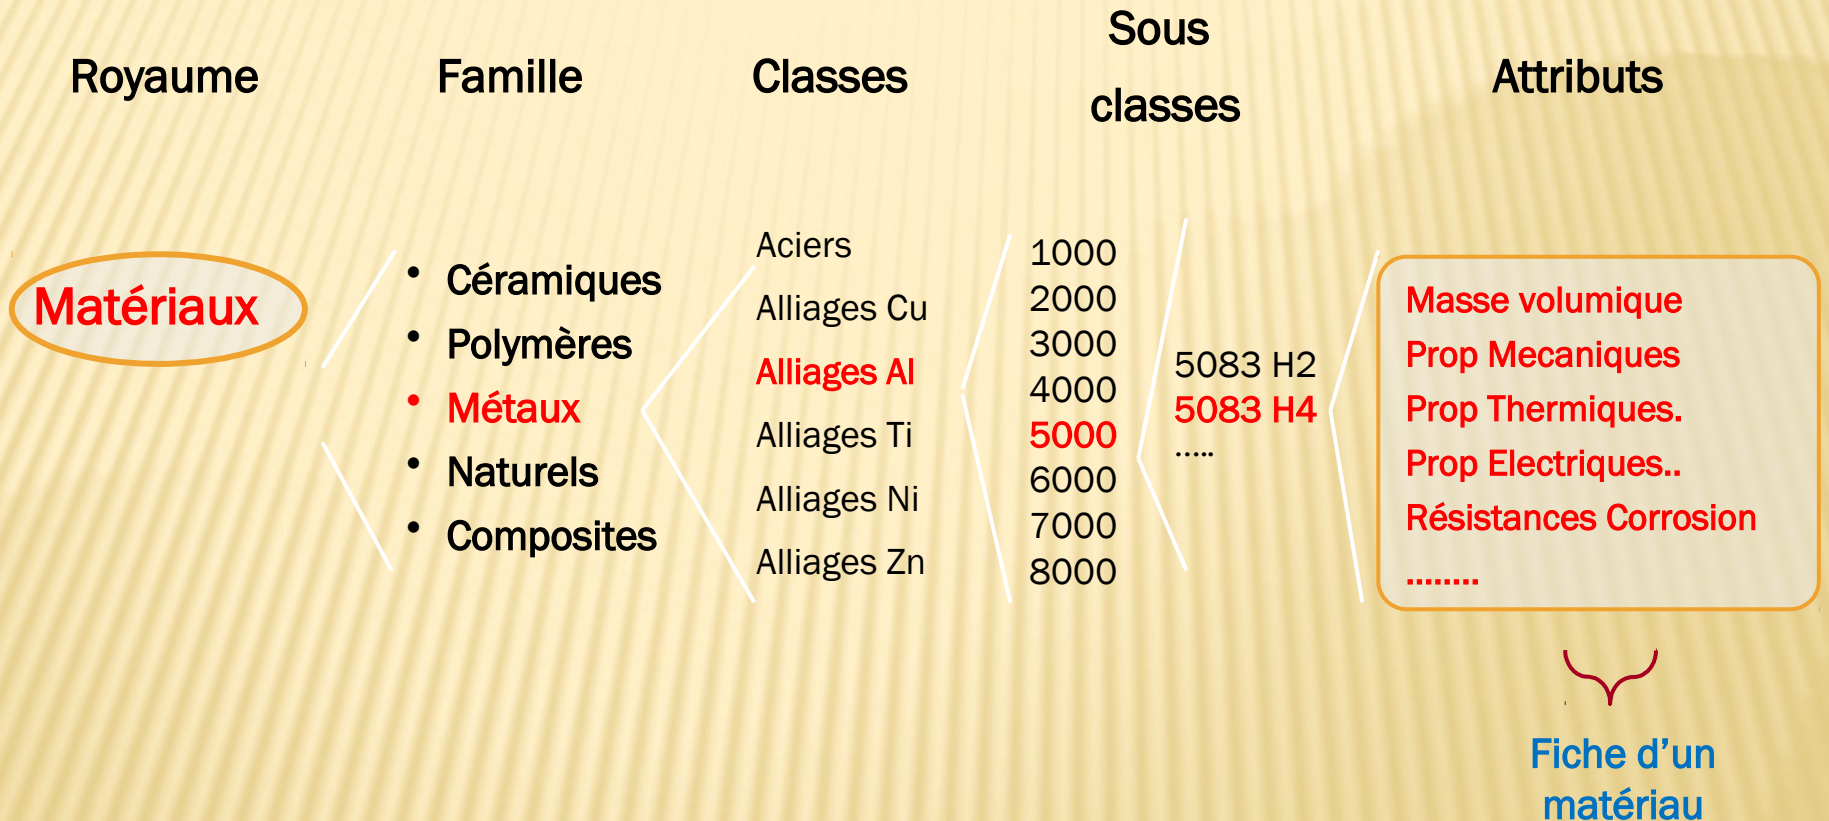 Royaume
Famille
Classes
Sous
classes
Attributs
Matériaux
• Céramiques
• Polymères
• Métaux
• Naturels
• Composites
Aciers
Alliages Cu
Alliages Al
Alliages Ti
Alliages Ni
Alliages Zn
1000
2000
3000
4000
5000
6000
7000
8000
5083 H2
5083 H4
.....
Masse volumique
Prop Mecaniques
Prop Thermiques.
Prop Electriques..
Résistances Corrosion
........
Fiche d’un
matériau